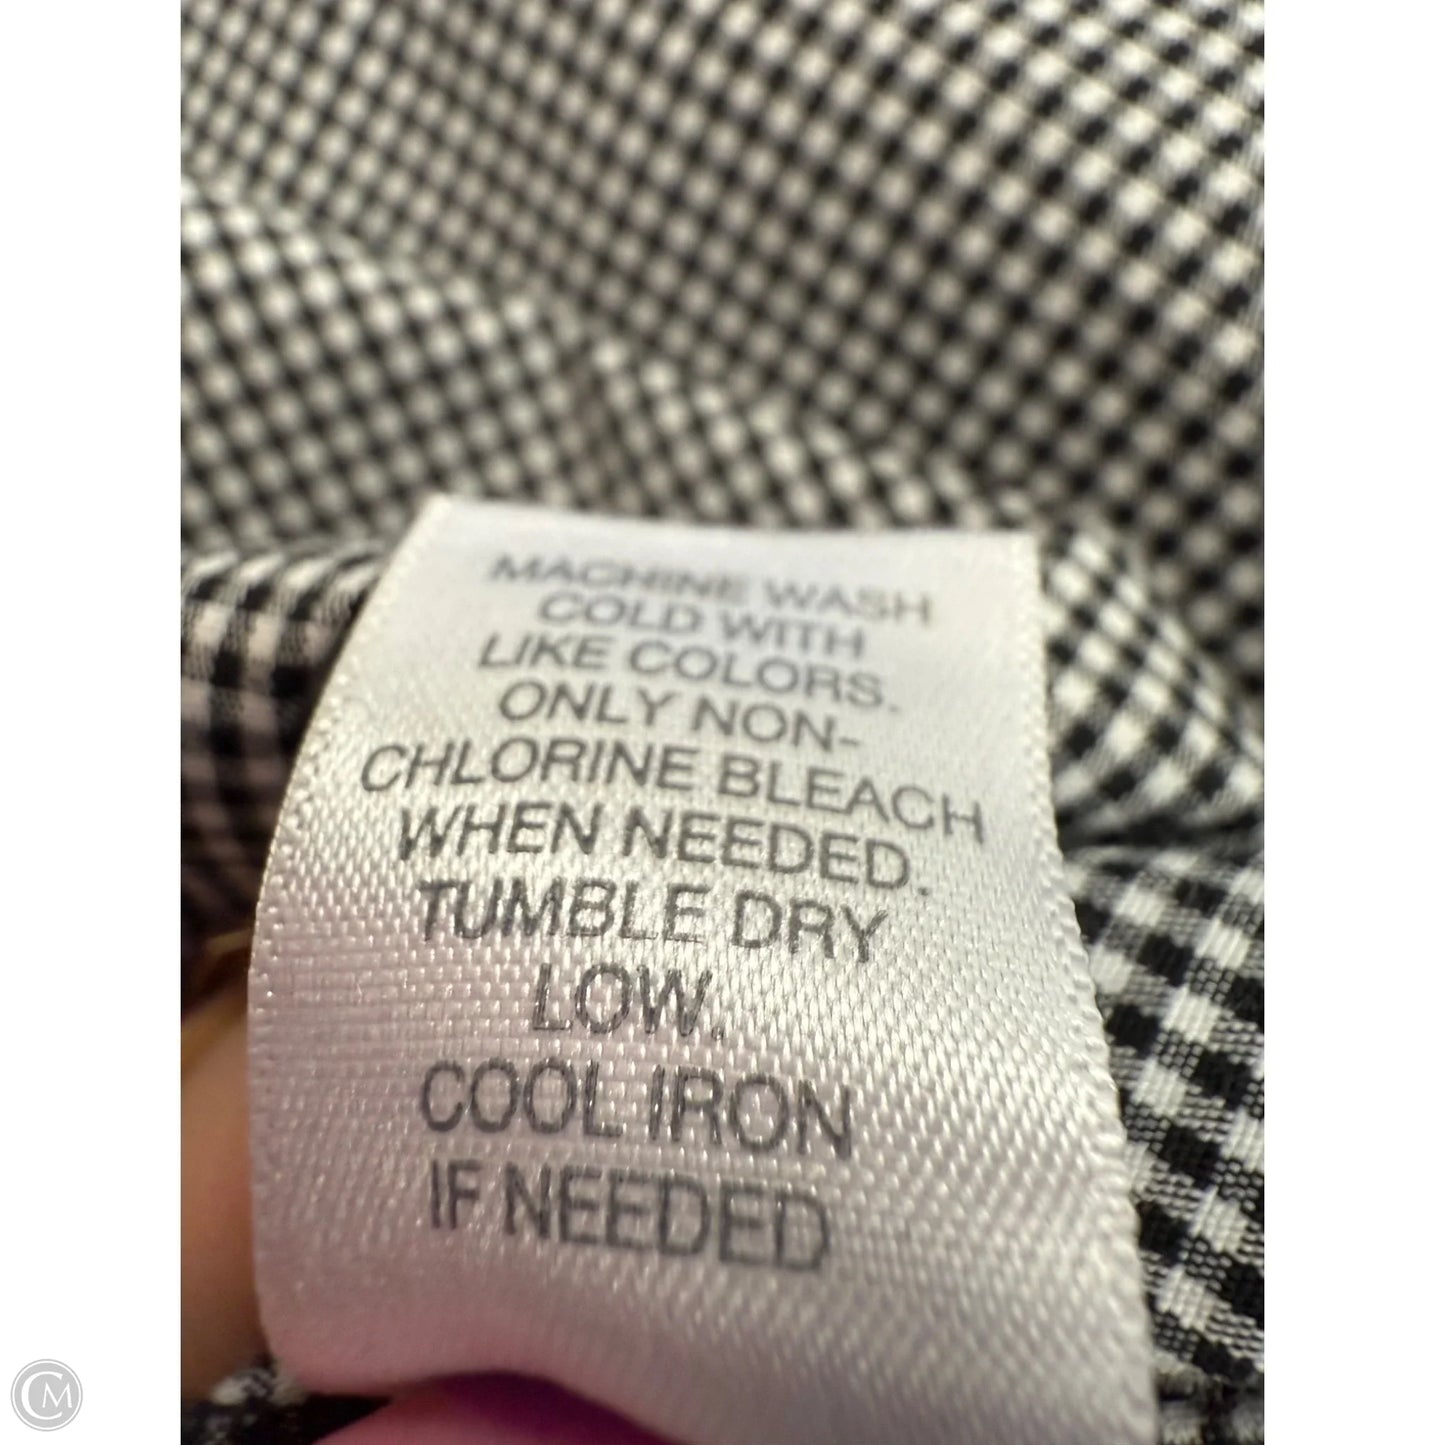 MACHINE WASH
COLD WITH
LIKE COLORS.
ONLY NON-
CHLORINE BLEACH
WHEN NEEDED.
TUMBLE DRY
LOW.
COOL IRON
IF NEEDED
CM